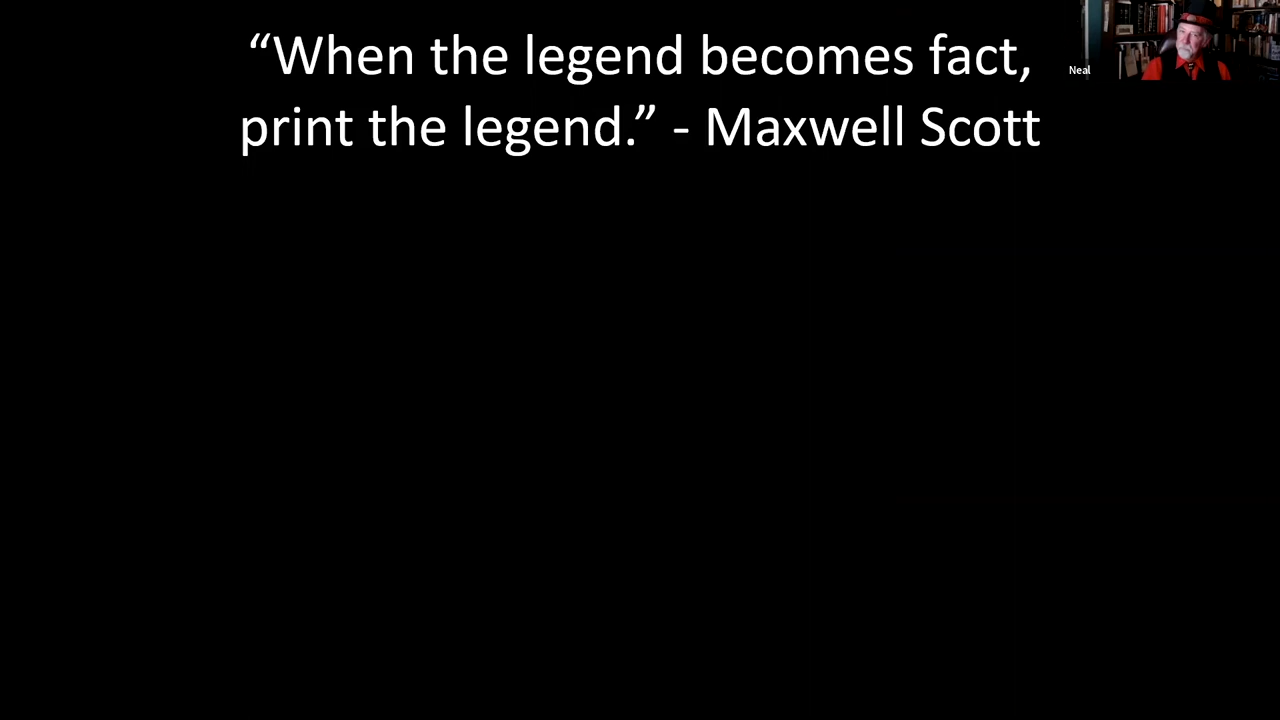 “When the legend becomes fact,
print the legend.” - Maxwell Scott
Neal